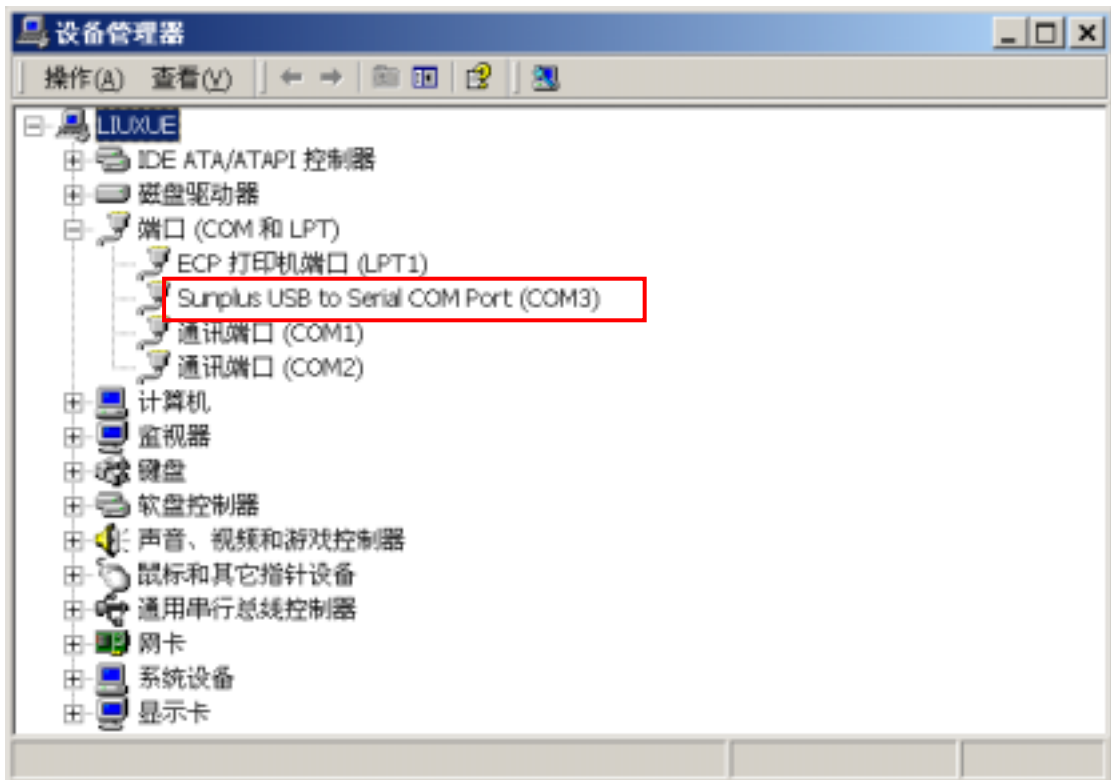 设备管理器
操作(A) 查看(V)
LIUXUE
IDE ATA/ATAPI 控制器
磁盘驱动器
端口 (COM 和 LPT)
ECP 打印机端口 (LPT1)
Sunplus USB to Serial COM Port (COM3)
通讯端口 (COM1)
通讯端口 (COM2)
计算机
监视器
键盘
软盘控制器
声音、视频和游戏控制器
鼠标和其它指针设备
通用串行总线控制器
网卡
系统设备
显示卡